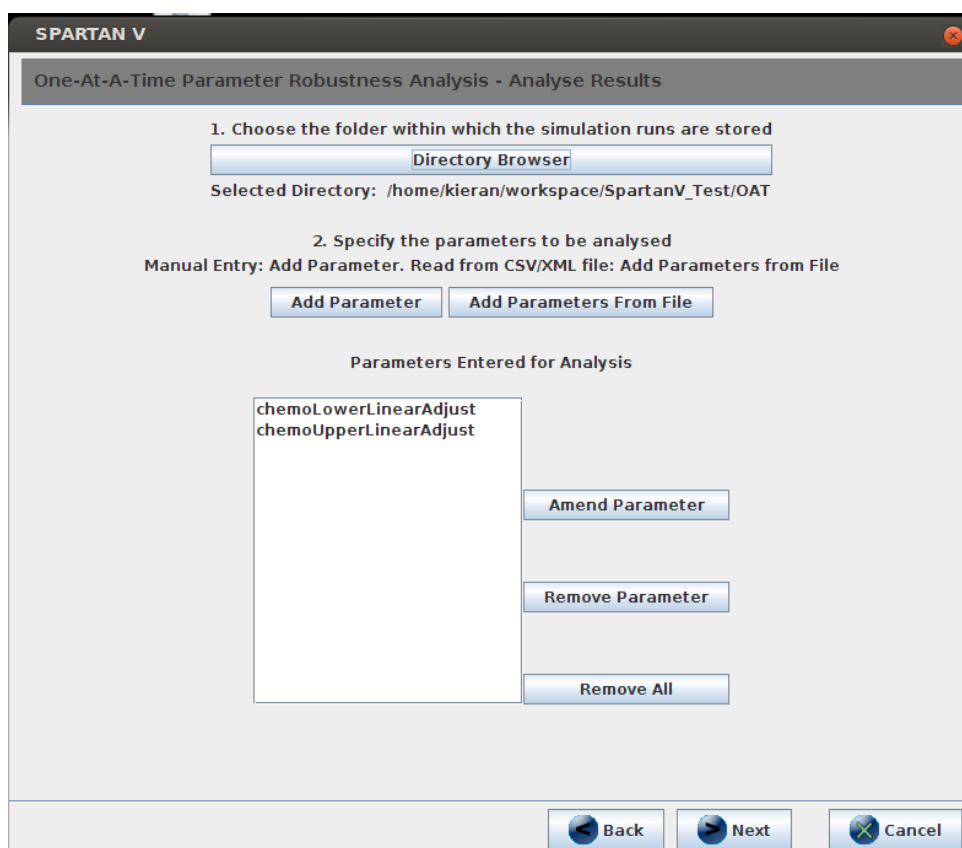 SPARTAN V
One-At-A-Time Parameter Robustness Analysis - Analyse Results
1. Choose the folder within which the simulation runs are stored
Directory Browser
Selected Directory: /home/kieran/workspace/SpartanV_Test/OAT
2. Specify the parameters to be analysed
Manual Entry: Add Parameter. Read from CSV/XML file: Add Parameters from File
Add Parameter Add Parameters From File
Parameters Entered for Analysis
chemoLowerLinearAdjust
chemoUpperLinearAdjust
Amend Parameter
Remove Parameter
Remove All
Back Next Cancel